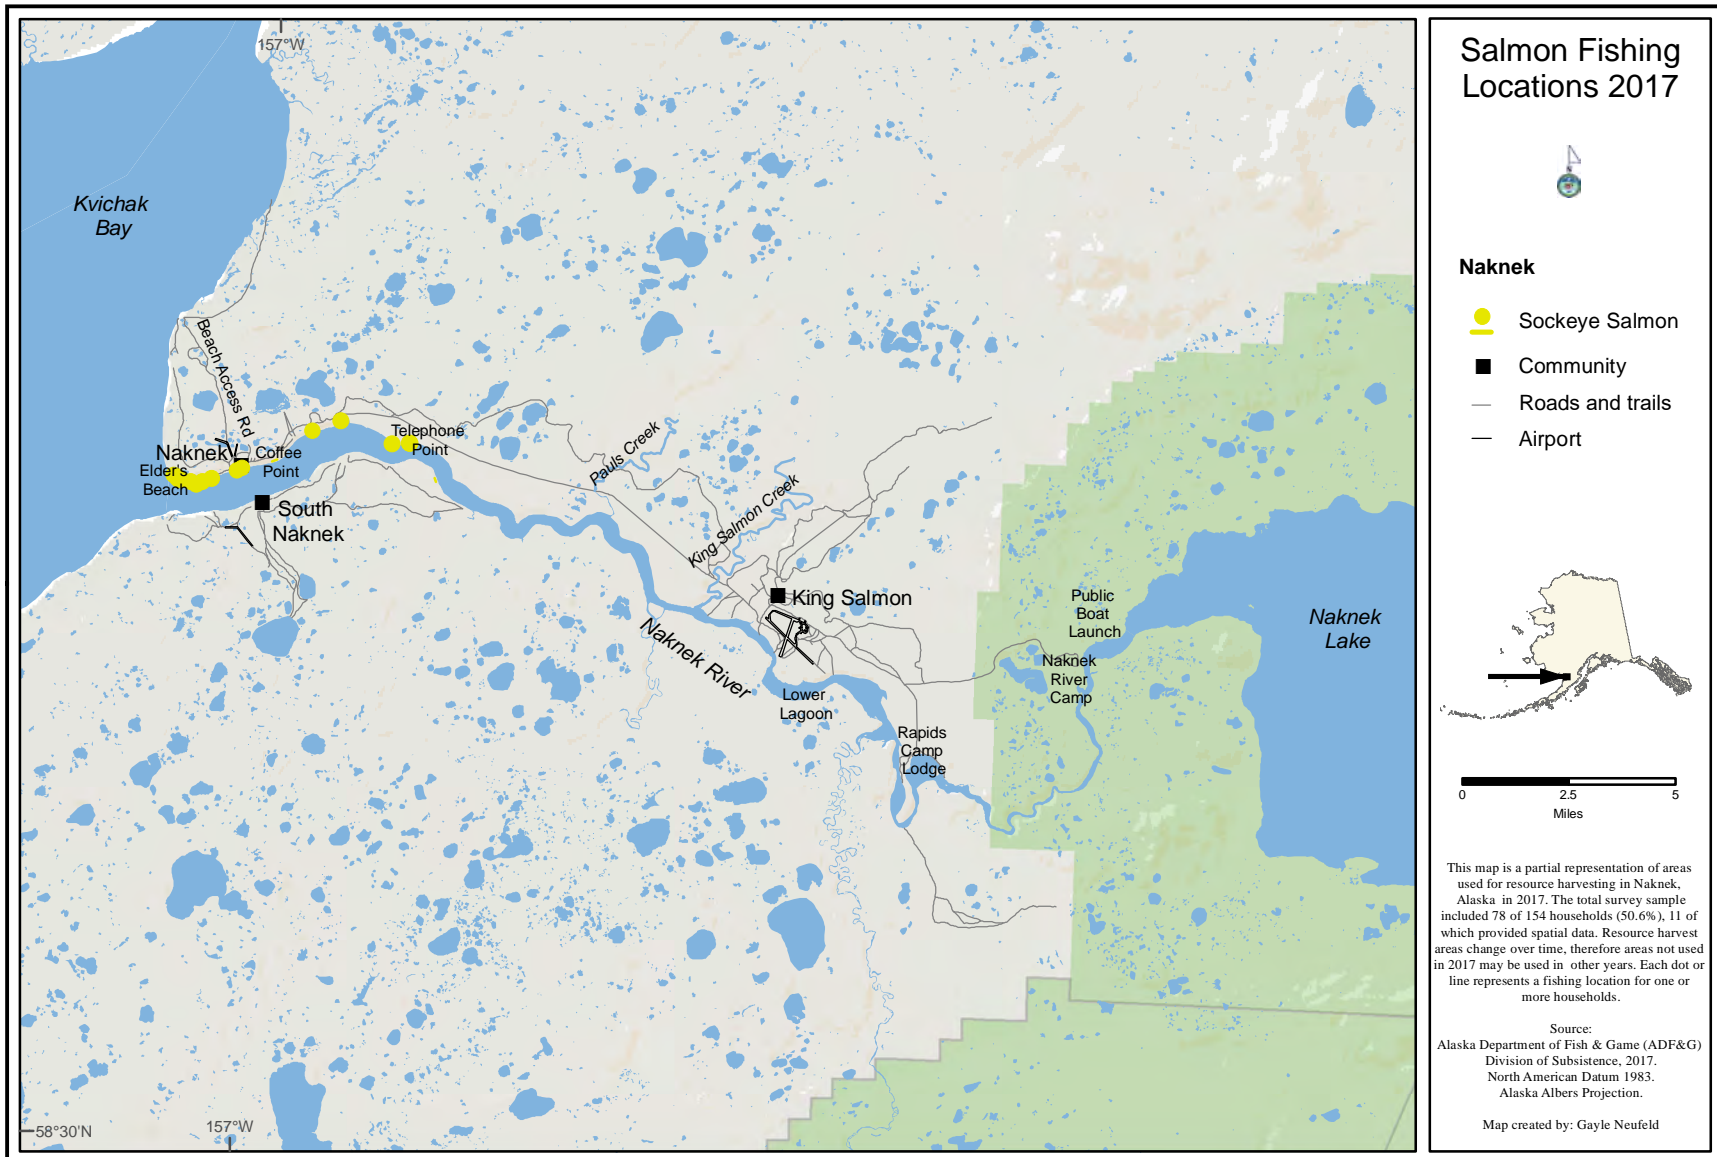 157°W
Kvichak
Bay
Beach Access Rd
Naknek
Elder's
Beach
Coffee
Point
Telephone
Point
South
Naknek
Pauls Creek
King Salmon Creek
King Salmon
Naknek River
Lower
Lagoon
Rapids
Camp
Lodge
Public
Boat
Launch
Naknek
River
Camp
Naknek
Lake
58°30'N
157°W
Salmon Fishing
Locations 2017
Naknek
Sockeye Salmon
Community
Roads and trails
Airport
0 2.5 5
Miles
This map is a partial representation of areas
used for resource harvesting in Naknek,
Alaska in 2017. The total survey sample
included 78 of 154 households (50.6%), 11 of
which provided spatial data. Resource harvest
areas change over time, therefore areas not used
in 2017 may be used in other years. Each dot or
line represents a fishing location for one or
more households.
Source:
Alaska Department of Fish & Game (ADF&G)
Division of Subsistence, 2017.
North American Datum 1983.
Alaska Albers Projection.
Map created by: Gayle Neufeld